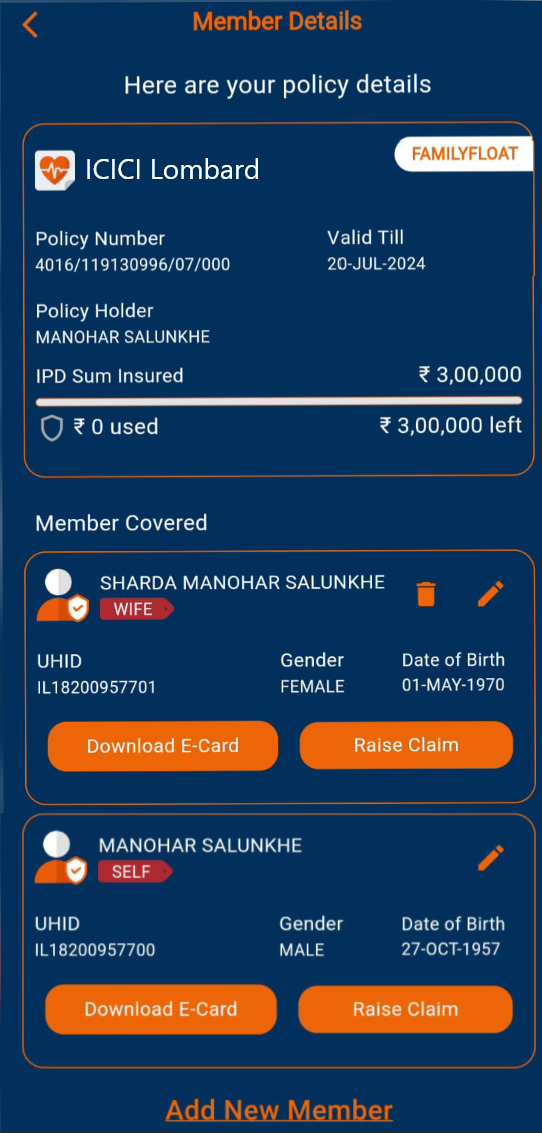 Member Details
Here are your policy details
ICICI Lombard
FAMILYFLOAT
Policy Number Valid Till
4016/119130996/07/000 20-JUL-2024
Policy Holder
MANOHAR SALUNKHE
IPD Sum Insured ₹ 3,00,000
₹ 0 used ₹ 3,00,000 left
Member Covered
SHARDA MANOHAR SALUNKHE
WIFE
UHID Gender Date of Birth
IL18200957701 FEMALE 01-MAY-1970
Download E-Card Raise Claim
MANOHAR SALUNKHE
SELF
UHID Gender Date of Birth
IL18200957700 MALE 27-OCT-1957
Download E-Card Raise Claim
Add New Member